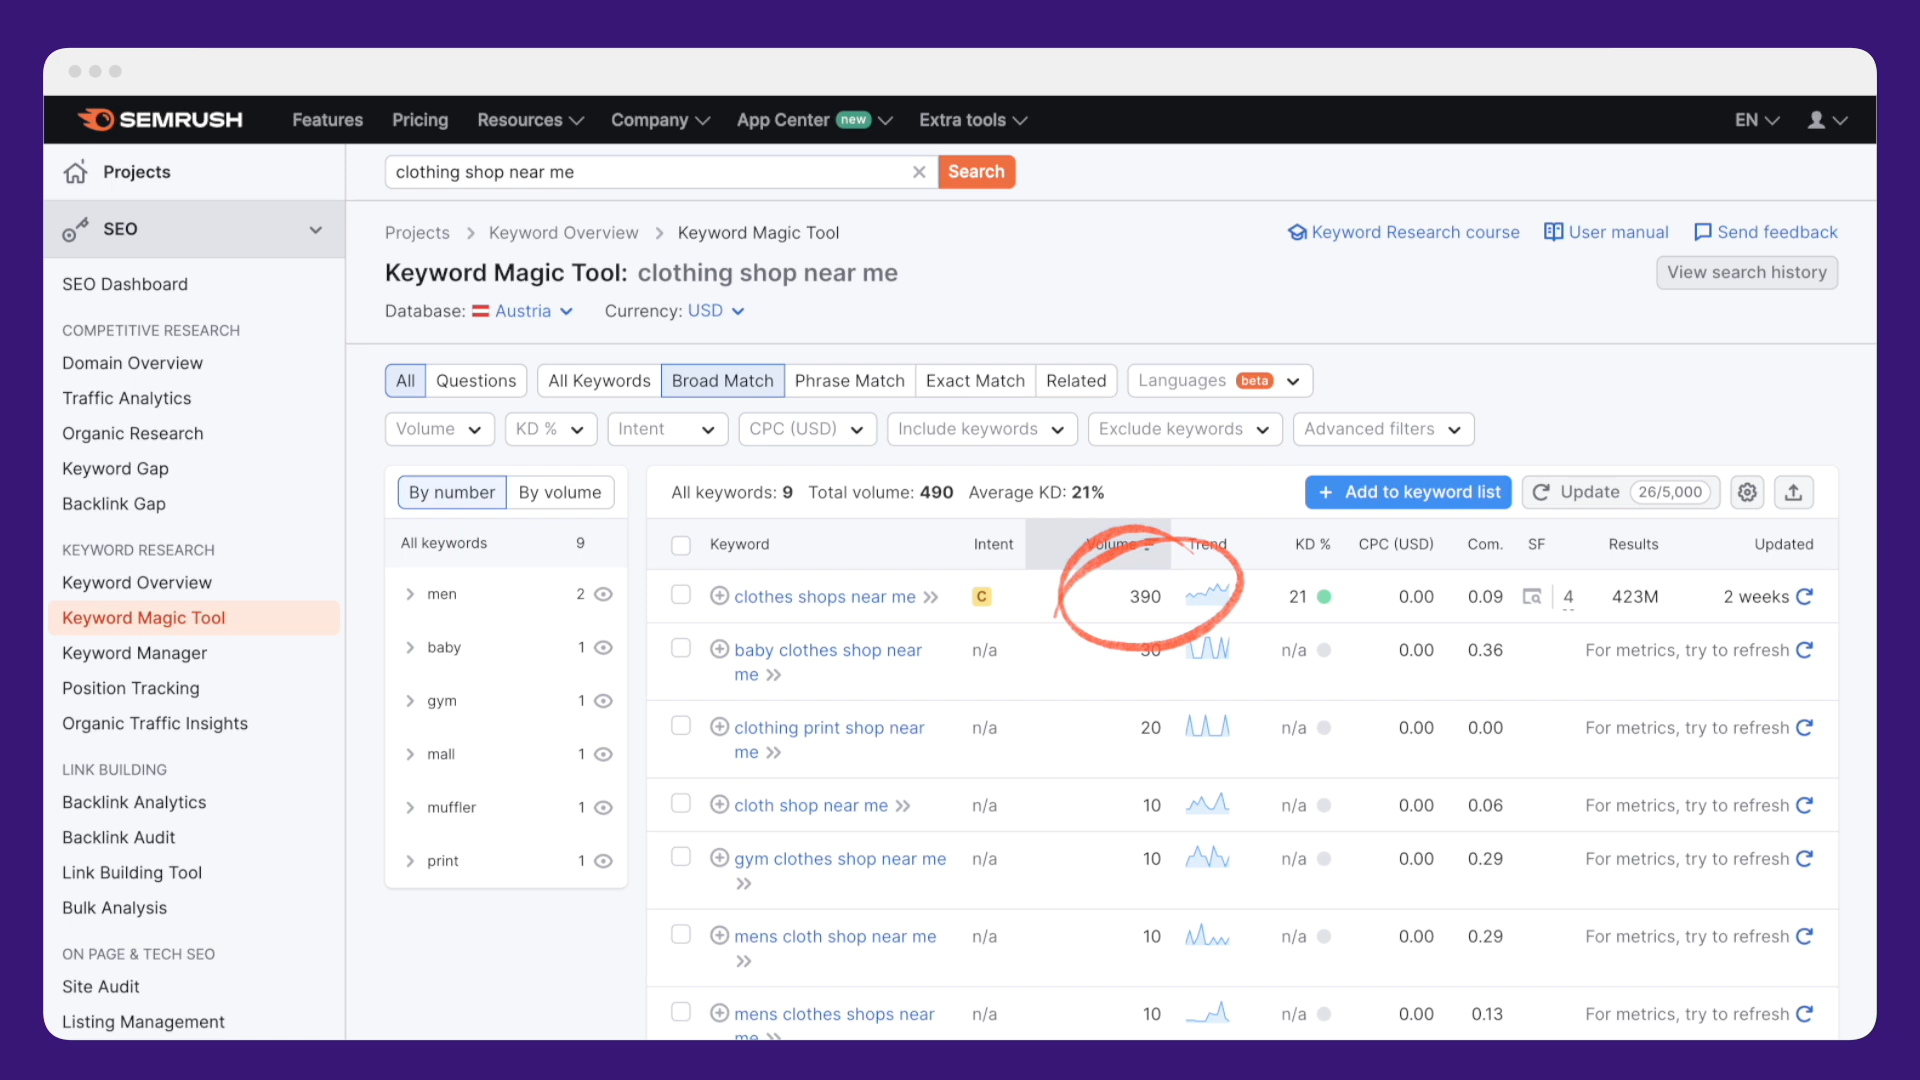 SEMRUSH
Features Pricing Resources Company App Center new Extra tools EN
Projects
clothing shop near me
Search
SEO
Projects > Keyword Overview > Keyword Magic Tool
Keyword Research course User manual Send feedback
Keyword Magic Tool: clothing shop near me
View search history
Database: Austria Currency: USD
SEO Dashboard
COMPETITIVE RESEARCH
Domain Overview
Traffic Analytics
Organic Research
Keyword Gap
Backlink Gap
KEYWORD RESEARCH
Keyword Overview
Keyword Magic Tool
Keyword Manager
Position Tracking
Organic Traffic Insights
LINK BUILDING
Backlink Analytics
Backlink Audit
Link Building Tool
Bulk Analysis
ON PAGE & TECH SEO
Site Audit
Listing Management
All Questions All Keywords Broad Match Phrase Match Exact Match Related Languages beta
Volume KD % Intent CPC (USD) Include keywords Exclude keywords Advanced filters
By number By volume
All keywords 9
men 2
baby 1
gym 1
mall 1
muffler 1
print 1
All keywords: 9 Total volume: 490 Average KD: 21%
+ Add to keyword list Update 26/5,000
Keyword Intent Volume Trend KD % CPC (USD) Com. SF Results Updated
clothes shops near me C 390 21 0.00 0.09 4 423M 2 weeks
baby clothes shop near n/a 30 n/a 0.00 0.36 For metrics, try to refresh
me
clothing print shop near n/a 20 n/a 0.00 0.00 For metrics, try to refresh
me
cloth shop near me n/a 10 n/a 0.00 0.06 For metrics, try to refresh
gym clothes shop near me n/a 10 n/a 0.00 0.29 For metrics, try to refresh
mens cloth shop near me n/a 10 n/a 0.00 0.29 For metrics, try to refresh
mens clothes shops near n/a 10 n/a 0.00 0.13 For metrics, try to refresh
me